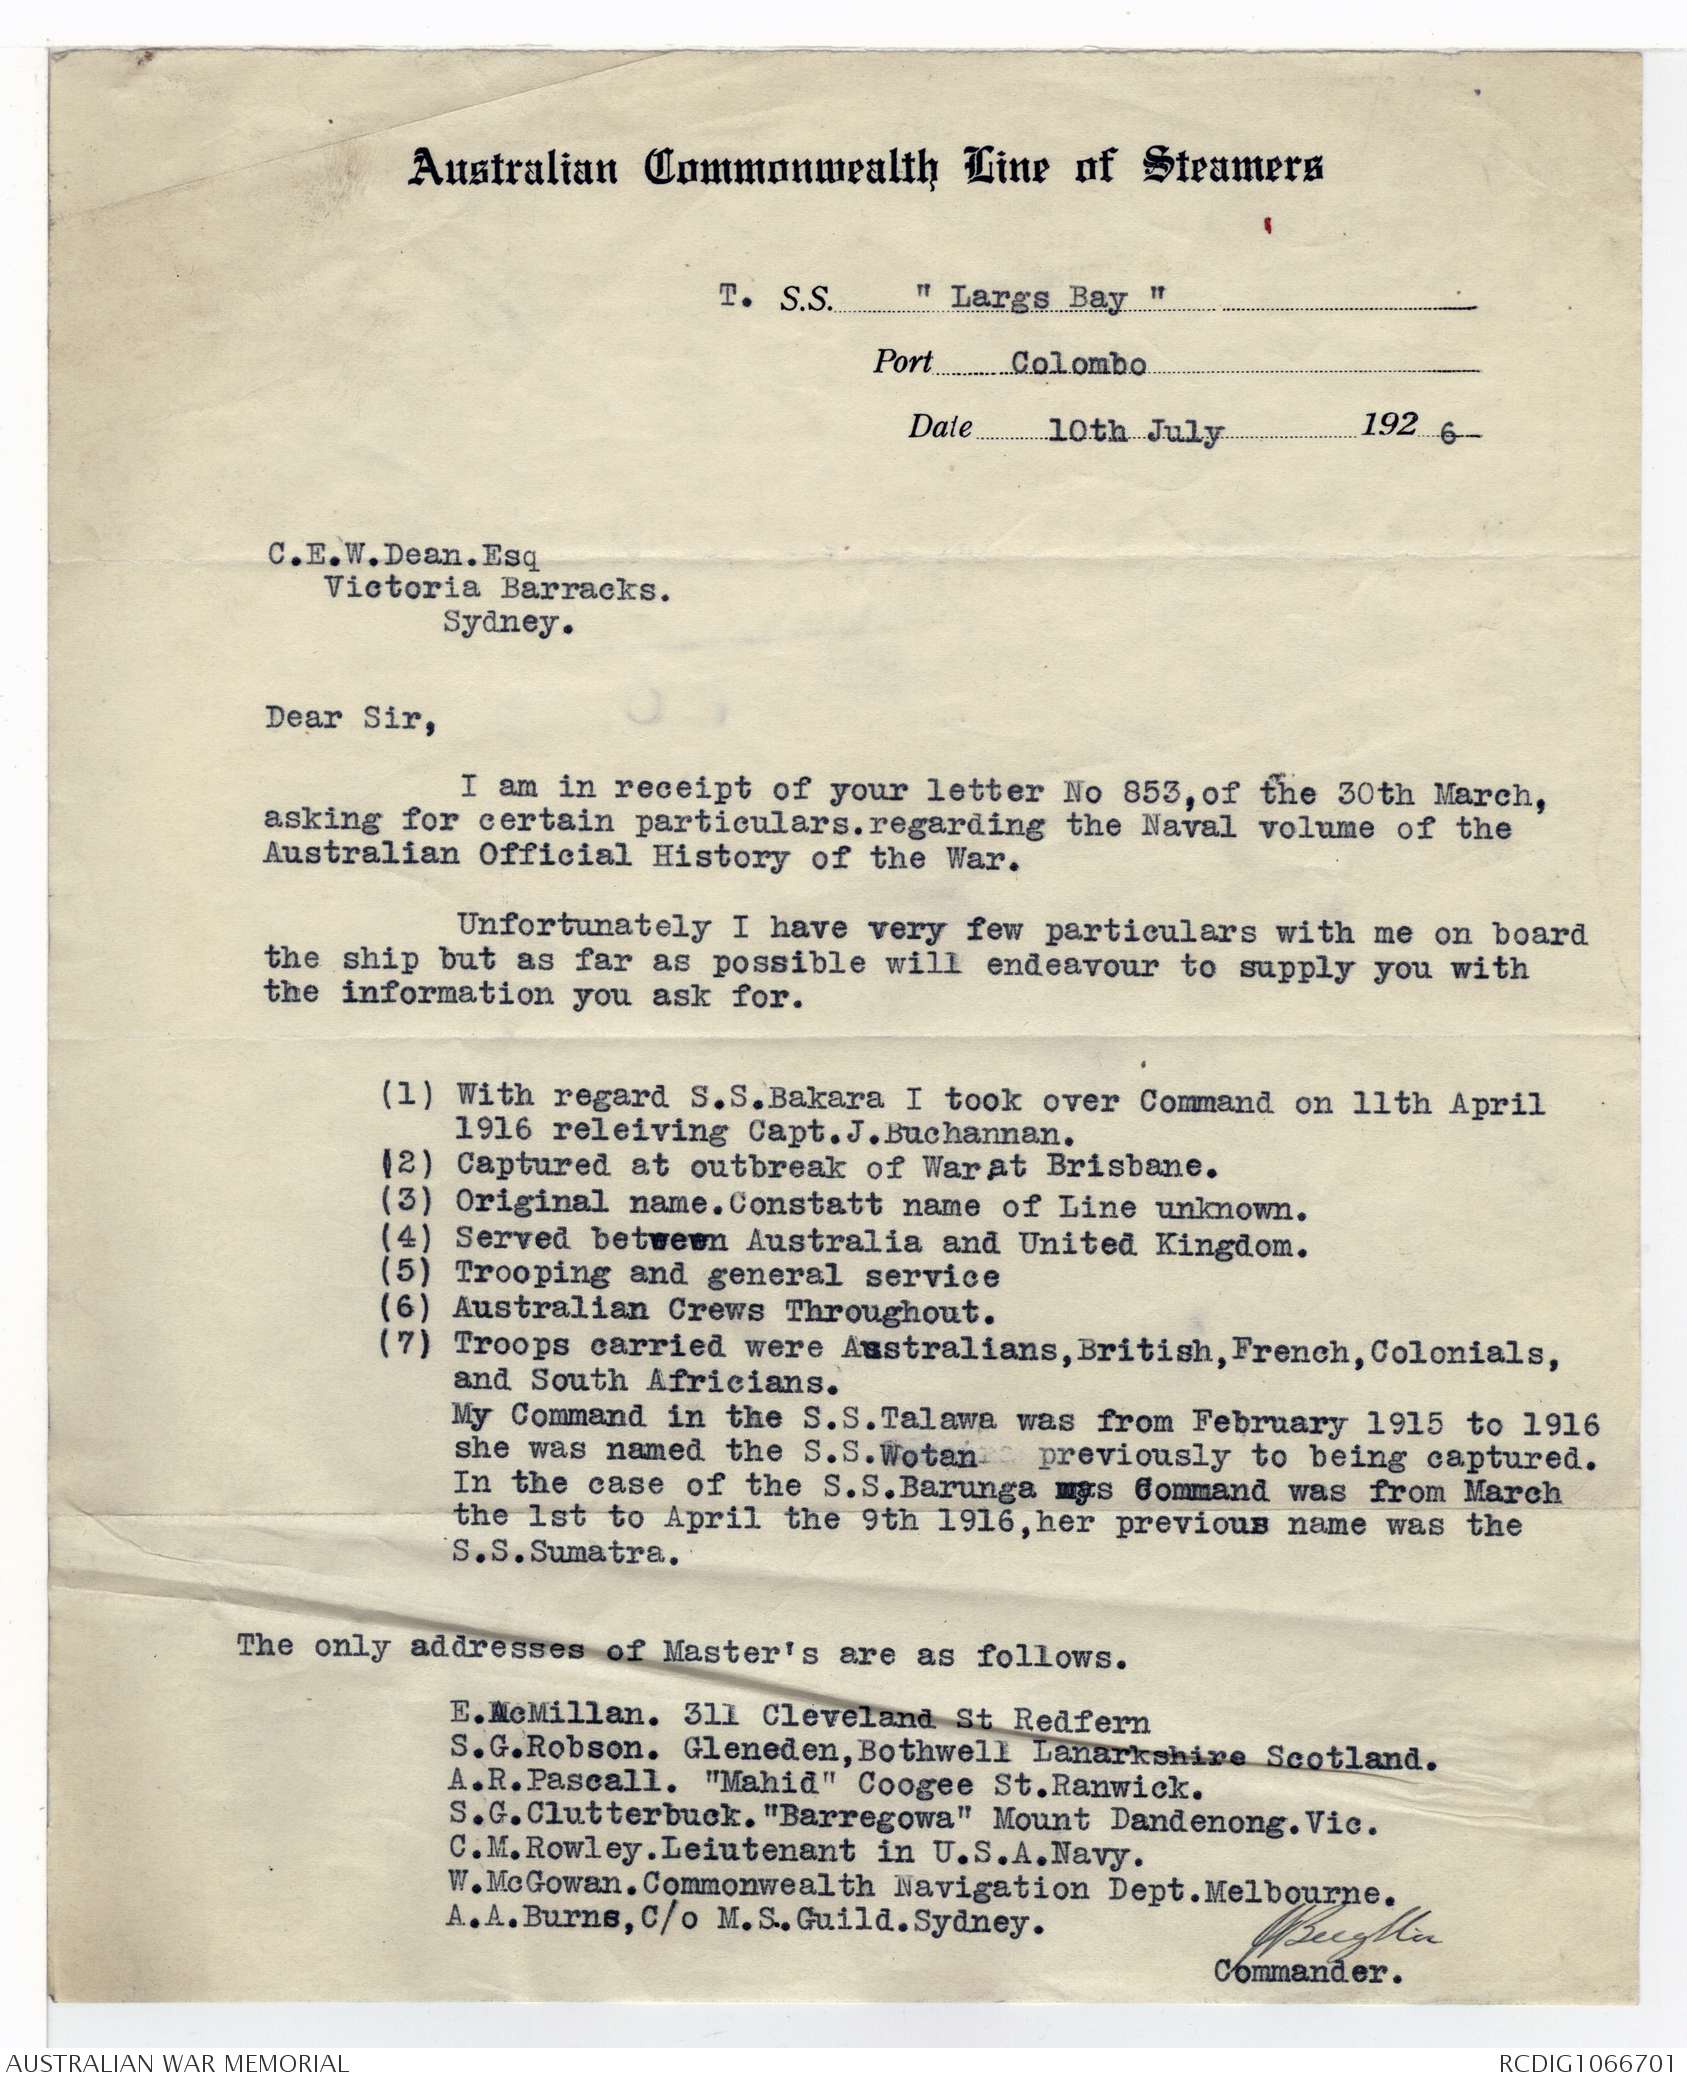 Australian Commonwealth Line of Steamers
T. S.S. " Largs Bay "
Port Colombo
Date 10th July 192 6
C.E.W.Dean.Esq
Victoria Barracks.
Sydney.
Dear Sir,
I am in receipt of your letter No 853,of the 30th March,
asking for certain particulars.regarding the Naval volume of the
Australian Official History of the War.
Unfortunately I have very few particulars with me on board
the ship but as far as possible will endeavour to supply you with
the information you ask for.
(1) With regard S.S.Bakara I took over Command on 11th April
1916 releiving Capt.J.Buchannan.
(2) Captured at outbreak of War,at Brisbane.
(3) Original name.Constatt name of Line unknown.
(4) Served between Australia and United Kingdom.
(5) Trooping and general service
(6) Australian Crews Throughout.
(7) Troops carried were Australians,British,French,Colonials,
and South Africians.
My Command in the S.S.Talawa was from February 1915 to 1916
she was named the S.S.Wotan previously to being captured.
In the case of the S.S.Barunga Command was from March
the 1st to April the 9th 1916,her previous name was the
S.S.Sumatra.
The only addresses of Master's are as follows.
E.McMillan. 311 Cleveland St Redfern
S.G.Robson. Gleneden,Bothwell Lanarkshire Scotland.
A.R.Pascall. "Mahid" Coogee St.Ranwick.
S.G.Clutterbuck."Barregowa" Mount Dandenong.Vic.
C.M.Rowley.Leiutenant in U.S.A.Navy.
W.McGowan.Commonwealth Navigation Dept.Melbourne.
A.A.Burns,C/o M.S.Guild.Sydney.
Commander.
AUSTRALIAN WAR MEMORIAL
RCDIG1066701